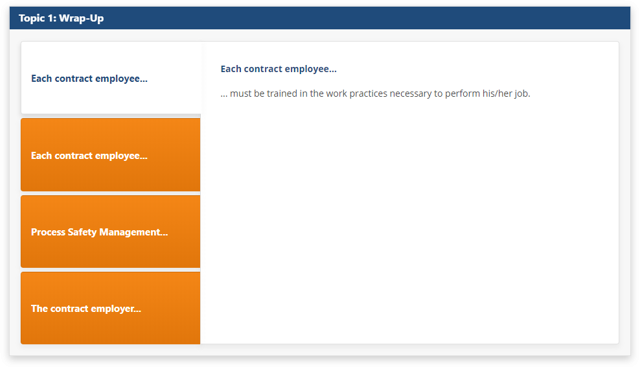 Topic 1: Wrap-Up
Each contract employee...
Each contract employee...
Process Safety Management...
The contract employer...
Each contract employee...
... must be trained in the work practices necessary to perform his/her job.